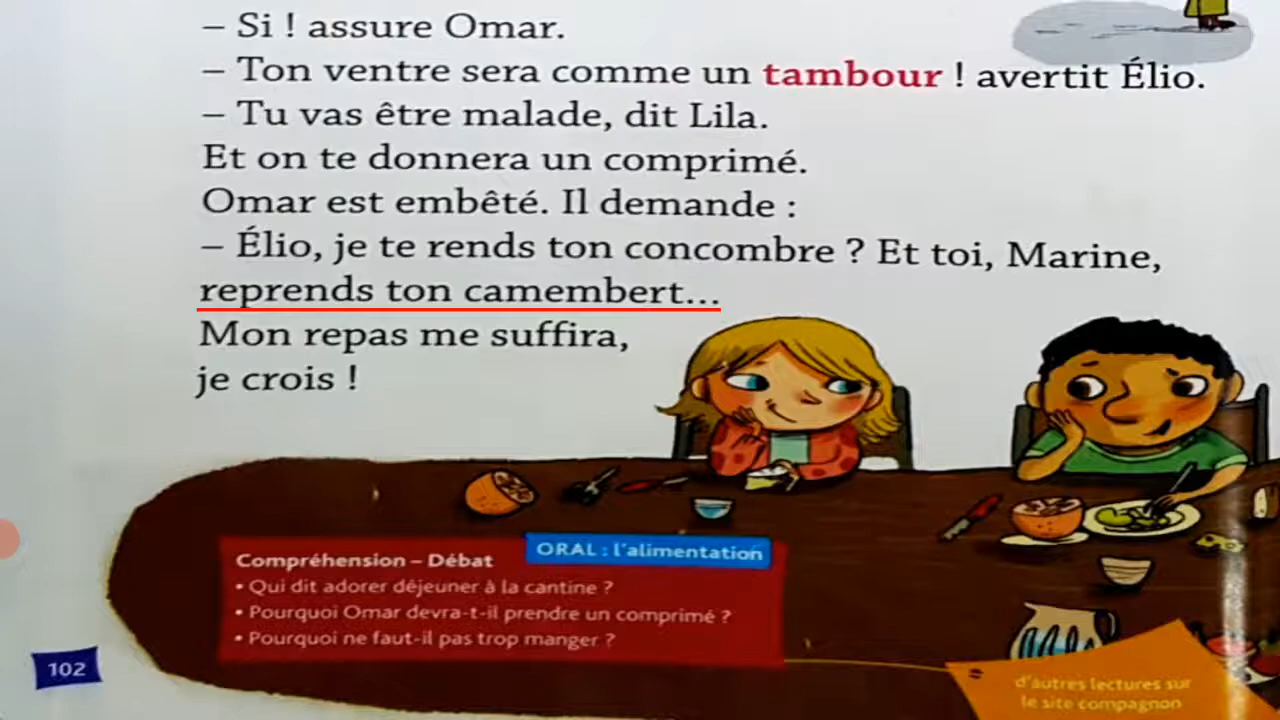 – Si ! assure Omar.
– Ton ventre sera comme un tambour ! avertit Élio.
– Tu vas être malade, dit Lila.
Et on te donnera un comprimé.
Omar est embêté. Il demande :
– Élio, je te rends ton concombre ? Et toi, Marine,
reprends ton camembert...
Mon repas me suffira,
je crois !
ORAL : l'alimentation
Compréhension – Débat
• Qui dit adorer déjeuner à la cantine ?
• Pourquoi Omar devra-t-il prendre un comprimé ?
• Pourquoi ne faut-il pas trop manger ?
102
d'autres lectures sur
le site compagnon